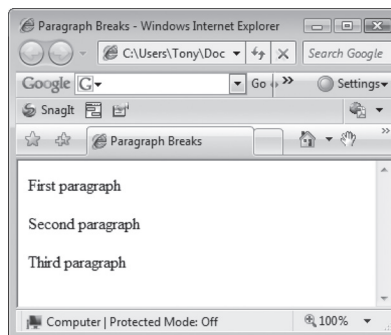 Paragraph Breaks - Windows Internet Explorer
C:\Users\Tony\Doc Search Google
Google G Go » Settings
SnagIt
Paragraph Breaks »
First paragraph
Second paragraph
Third paragraph
Computer | Protected Mode: Off 100%